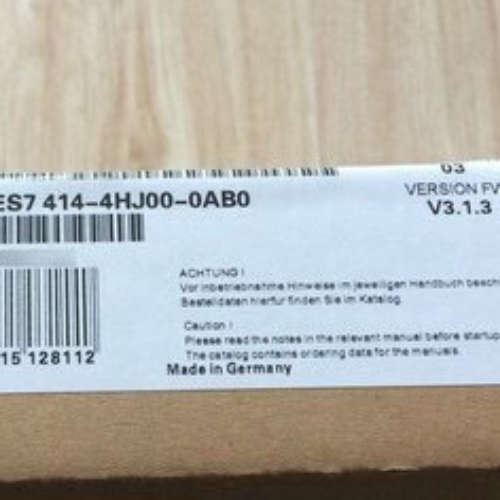 ES7 414-4HJ00-0AB0
03
VERSION FW
V3.1.3
ACHTUNG !
Vor Inbetriebnahme Hinweise im jeweiligen Handbuch beach
Bestelldaten hierfur finden Sie im Katalog.
Caution !
Please read the notes in the relevant manual before startup
The catalog contains ordering data for the manuals.
Made in Germany
15 128112